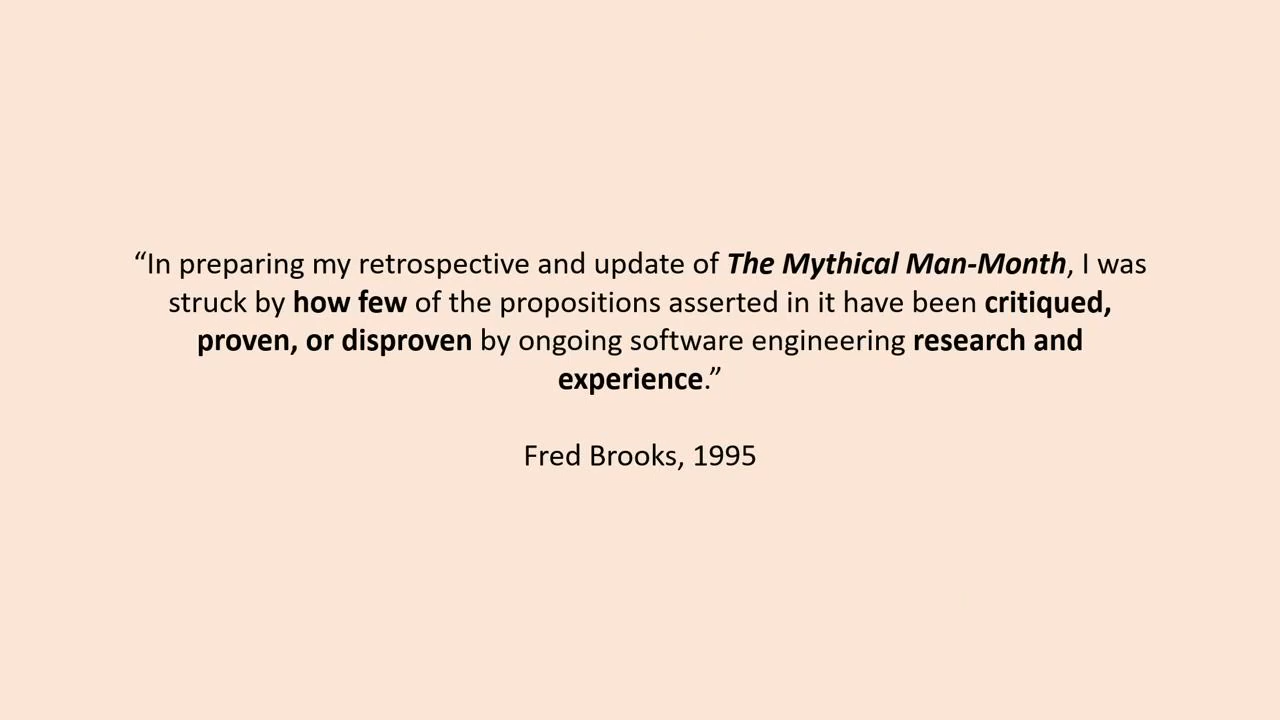 “In preparing my retrospective and update of The Mythical Man-Month, I was
struck by how few of the propositions asserted in it have been critiqued,
proven, or disproven by ongoing software engineering research and
experience.”
Fred Brooks, 1995